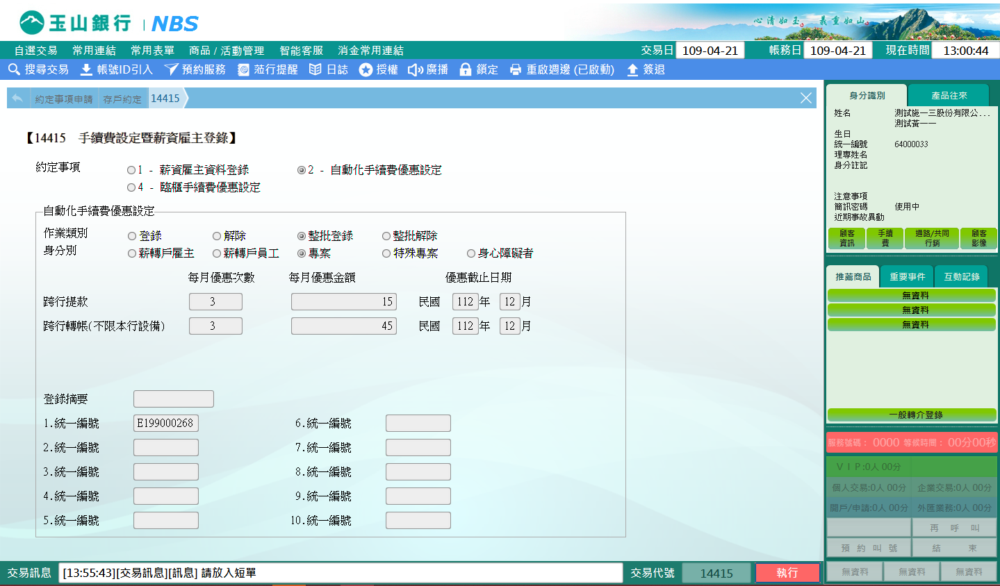 玉山銀行 | NBS
心清如玉。義重如山。
自選交易 常用連結 常用表單 商品 / 活動管理 智能客服 消金常用連結 交易日 109-04-21 帳務日 109-04-21 現在時間 13:00:44
搜尋交易 帳號ID引入 預約服務 蒞行提醒 日誌 授權 廣播 鎖定 重啟週邊 (已啟動) 簽退
約定事項申請 存戶約定 14415
【14415 手續費設定暨薪資雇主登錄】
約定事項
1 - 薪資雇主資料登錄 2 - 自動化手續費優惠設定
4 - 臨櫃手續費優惠設定
自動化手續費優惠設定
作業類別 登錄 解除 整批登錄 整批解除
身分別 薪轉戶雇主 薪轉戶員工 專案 特殊專案 身心障礙者
每月優惠次數 每月優惠金額 優惠截止日期
跨行提款 3 15 民國 112 年 12 月
跨行轉帳(不限本行設備) 3 45 民國 112 年 12 月
登錄摘要
1.統一編號 E199000268 6.統一編號
2.統一編號 7.統一編號
3.統一編號 8.統一編號
4.統一編號 9.統一編號
5.統一編號 10.統一編號
交易訊息 [13:55:43][交易訊息][訊息] 請放入短單 交易代號 14415 執行
身分識別 產品往來
姓名 測試施一三股份有限公...
測試黃一一
生日
統一編號 64000033
理專姓名
身分註記
注意事項
簡訊密碼 使用中
近期事故異動
顧客資訊 手續費 通路/共同行銷 顧客影像
推薦商品 重要事件 互動記錄
無資料
無資料
無資料
一般轉介登錄
服務號碼： 0000 等候時間： 00分00秒
ＶＩＰ:0人 00分
個人交易:0人 00分 企業交易:0人 00分
開戶/申請:0人 00分 外匯業務:0人 00分
再 呼 叫
預 約 叫 號 結 束
無資料 無資料 無資料